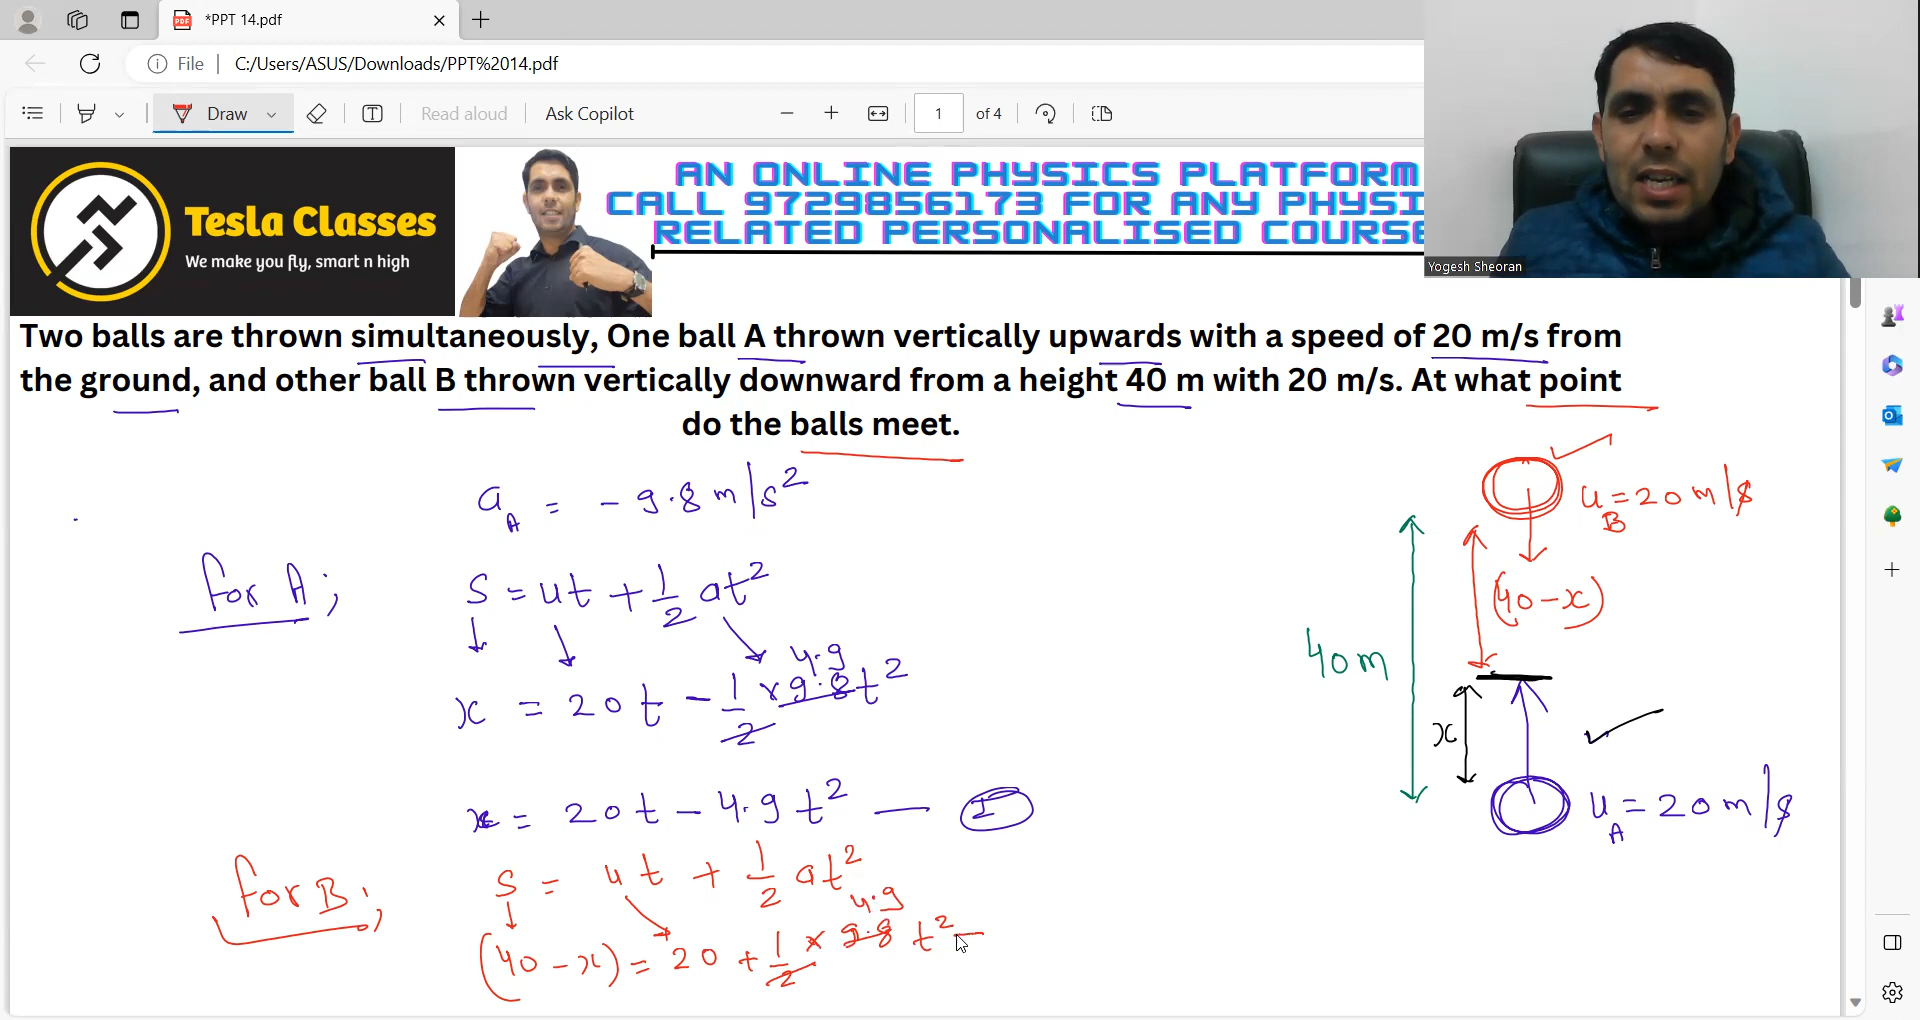 *PPT 14.pdf
File C:/Users/ASUS/Downloads/PPT%2014.pdf
Draw Read aloud Ask Copilot 1 of 4
Tesla Classes
We make you fly, smart n high
AN ONLINE PHYSICS PLATFORM
CALL 9729856173 FOR ANY PHYSI
RELATED PERSONALISED COURSE
Yogesh Sheoran
Two balls are thrown simultaneously, One ball A thrown vertically upwards with a speed of 20 m/s from
the ground, and other ball B thrown vertically downward from a height 40 m with 20 m/s. At what point
do the balls meet.
a_A = - 9.8 m/s²
for A;
s = ut + 1/2 at²
4.9
x = 20t - 1/2 × 9.8 t²
x = 20t - 4.9 t² — I
for B;
s = ut + 1/2 at²
4.9
(40 - x) = 20 + 1/2 × 9.8 t²
u_B = 20 m/s
(40 - x)
40 m
x
u_A = 20 m/s